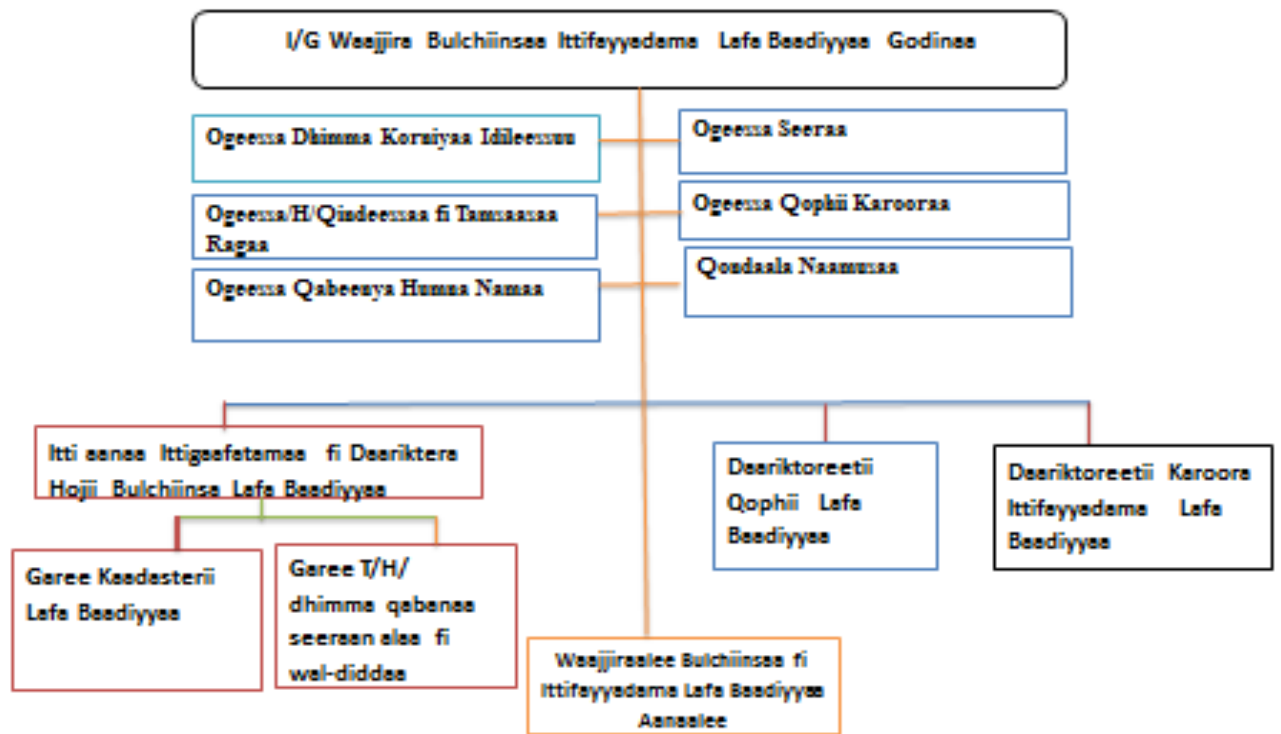 I/G Waajjira Bulchiinsaa Ittifayyadama Lafa Baadiyyaa Godinaa
Ogeessa Dhimma Korniyaa Idileessuu
Ogeessa Seeraa
Ogeessa/H/Qindeessaa fi Tamsaasaa
Ragaa
Ogeessa Qophii Karooraa
Ogeessa Qabeenya Humna Namaa
Qondaala Naamusaa
Itti aanaa Ittigaafatamaa fi Daariktera
Hojii Bulchiinsa Lafa Baadiyyaa
Daariktoreetii
Qophii Lafa
Baadiyyaa
Daariktoreetii Karoora
Ittifayyadama Lafa
Baadiyyaa
Garee Kaadasterii
Lafa Baadiyyaa
Garee T/H/
dhimma qabanaa
seeraan alaa fi
wal-diddaa
Waajjiraalee Bulchiinsaa fi
Ittifayyadama Lafa Baadiyyaa
Aanaalee